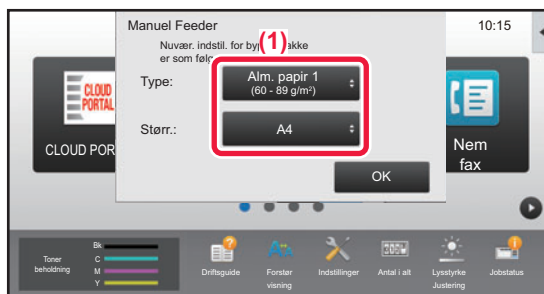 Manuel Feeder
10:15
Nuvær. indstil. for byp akke
er som følg
(1)
Type:
Alm. papir 1
(60 - 89 g/m²)
Størr.:
A4
OK
CLOUD
PORTAL
CLOUD POR
Nem
fax
Toner
beholdning
Bk
C
M
Y
Driftsguide
Forstør
visning
Indstillinger
Antal i alt
Lysstyrke
Justering
Jobstatus